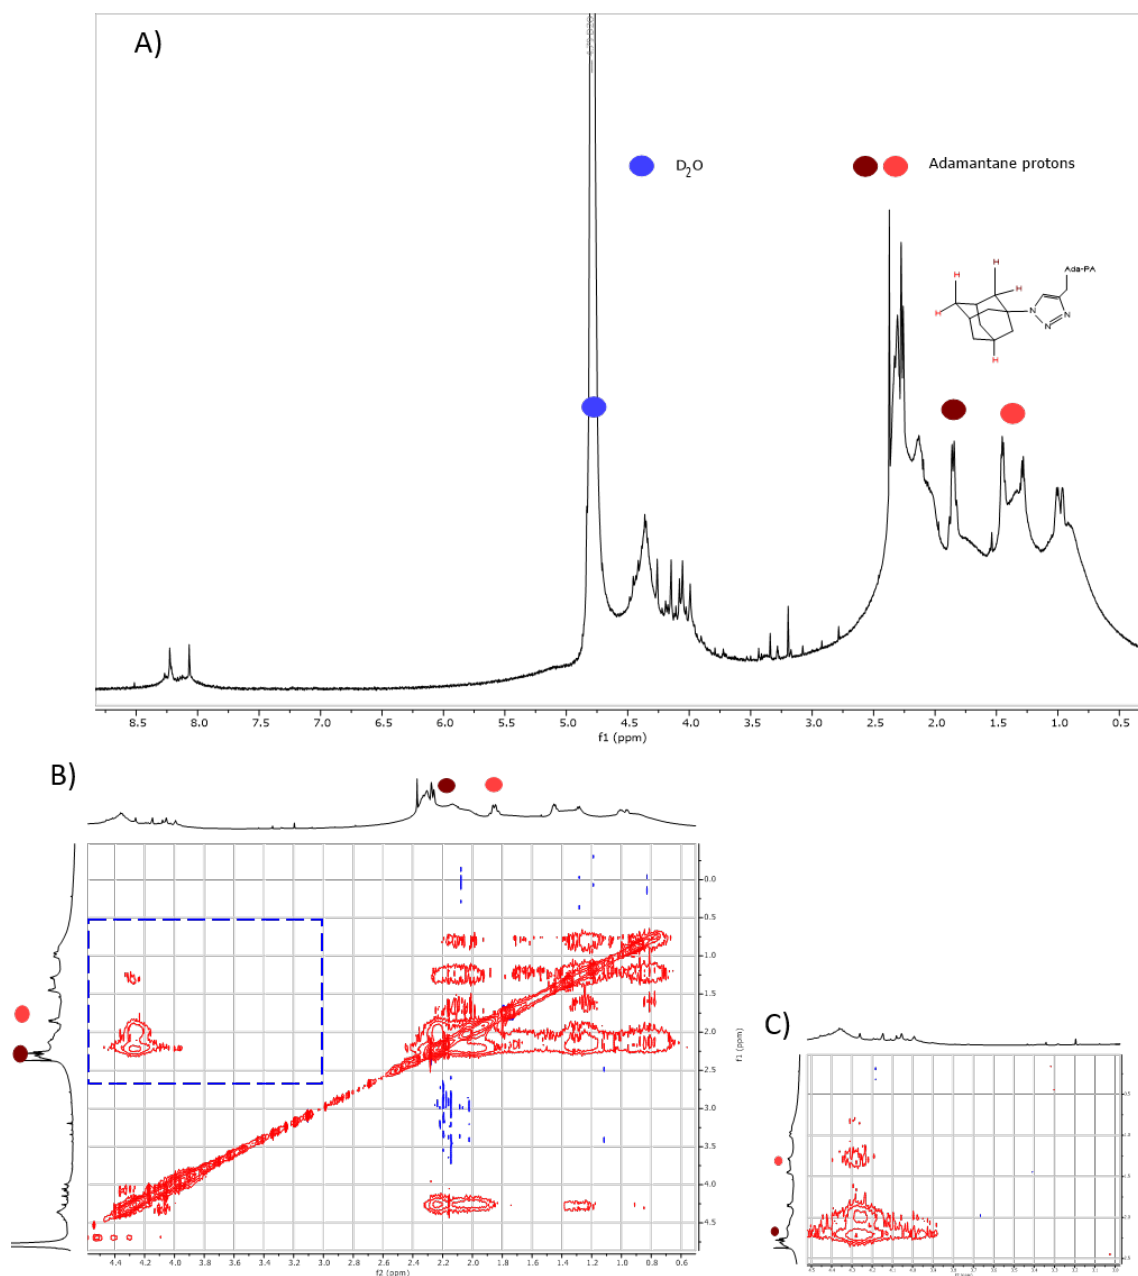 A)
D2O
Adamantane protons
H
H
H
H
H
Ada-PA
N
N
N
8.5 8.0 7.5 7.0 6.5 6.0 5.5 5.0 4.5 4.0 3.5 3.0 2.5 2.0 1.5 1.0 0.5
f1 (ppm)
B)
0.0
0.5
1.0
1.5
2.0
2.5
3.0
3.5
4.0
4.5
f1 (ppm)
4.4 4.2 4.0 3.8 3.6 3.4 3.2 3.0 2.8 2.6 2.4 2.2 2.0 1.8 1.6 1.4 1.2 1.0 0.8 0.6
f2 (ppm)
C)